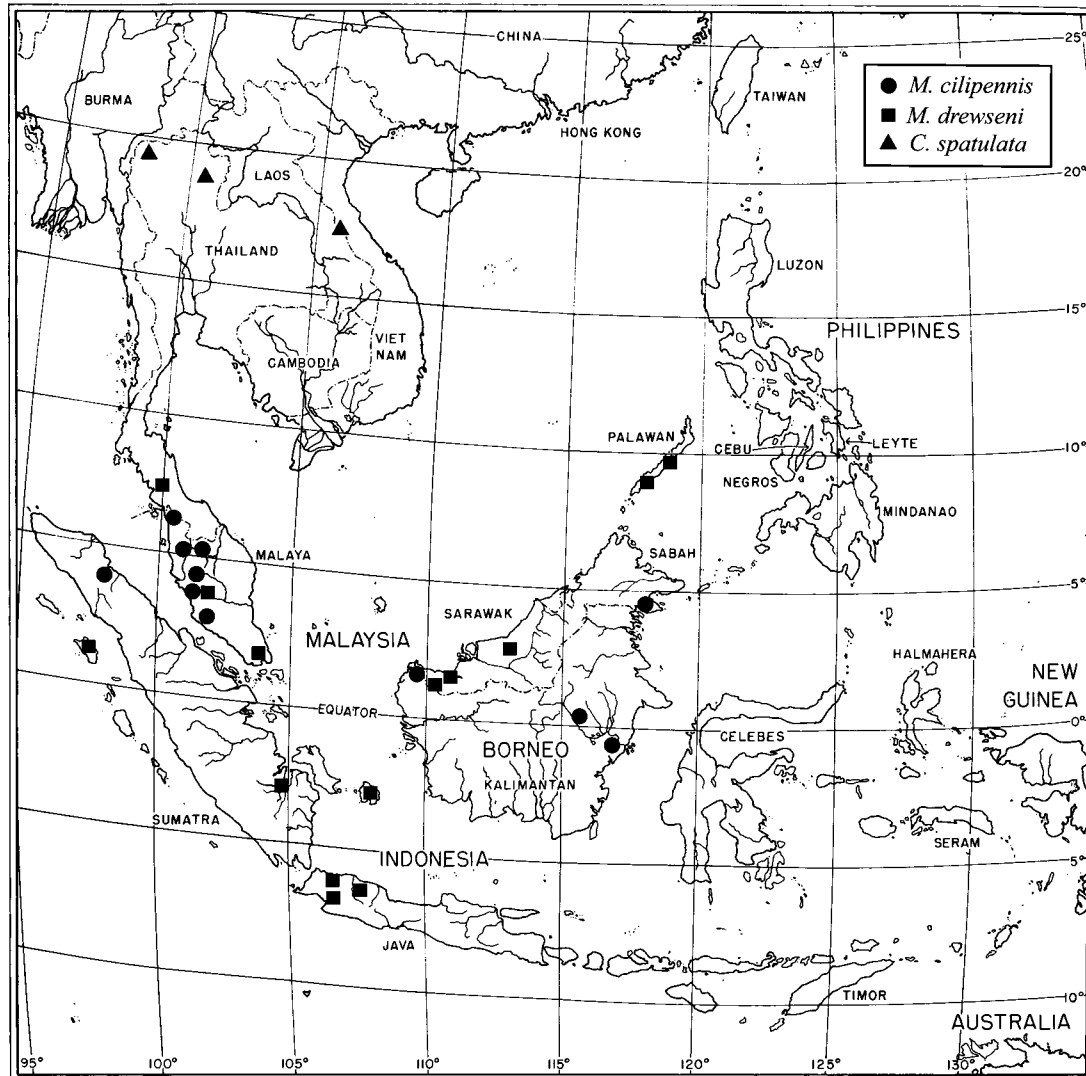 CHINA
25°
BURMA
TAIWAN
● M. cilipennis
■ M. drewseni
▲ C. spatulata
HONG KONG
LAOS
20°
THAILAND
LUZON
VIET
NAM
15°
PHILIPPINES
CAMBODIA
PALAWAN
CEBU
LEYTE
10°
NEGROS
MINDANAO
MALAYA
SABAH
5°
SARAWAK
MALAYSIA
HALMAHERA
NEW
GUINEA
EQUATOR
0°
BORNEO
CELEBES
KALIMANTAN
SUMATRA
SERAM
INDONESIA
5°
JAVA
TIMOR
10°
AUSTRALIA
95° 100° 105° 110° 115° 120° 125° 130°